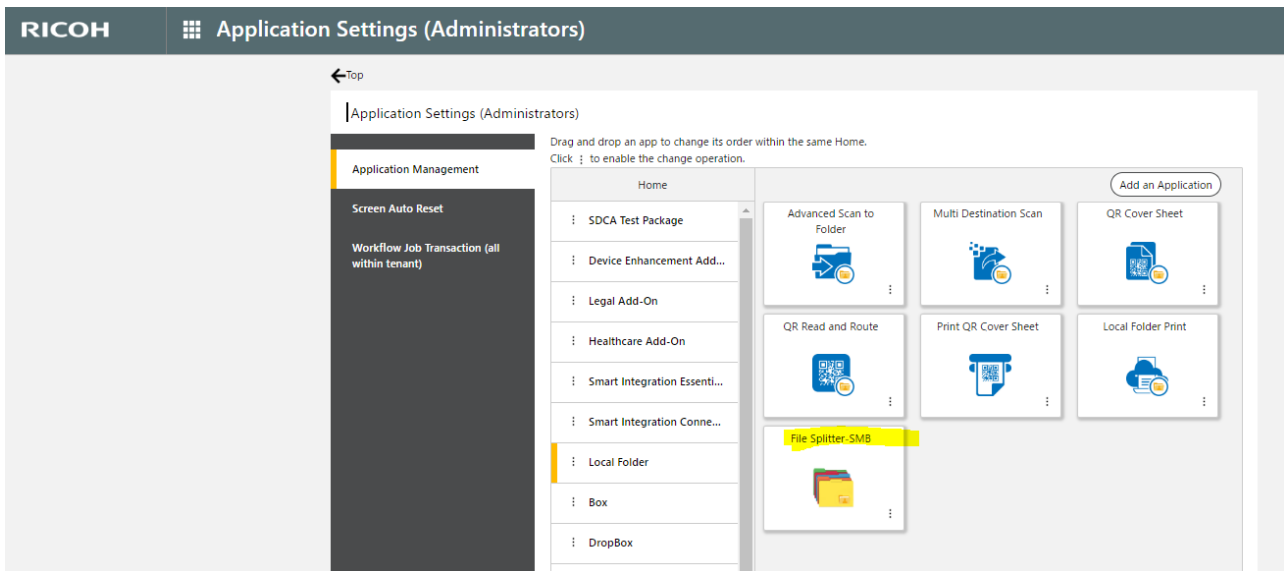 RICOH
Application Settings (Administrators)
Top
Application Settings (Administrators)
Application Management
Screen Auto Reset
Workflow Job Transaction (all
within tenant)
Drag and drop an app to change its order within the same Home.
Click ⋮ to enable the change operation.
Home
Add an Application
SDCA Test Package
Device Enhancement Add...
Legal Add-On
Healthcare Add-On
Smart Integration Essenti...
Smart Integration Conne...
Local Folder
Box
DropBox
Advanced Scan to
Folder
Multi Destination Scan
QR Cover Sheet
QR Read and Route
Print QR Cover Sheet
Local Folder Print
File Splitter-SMB